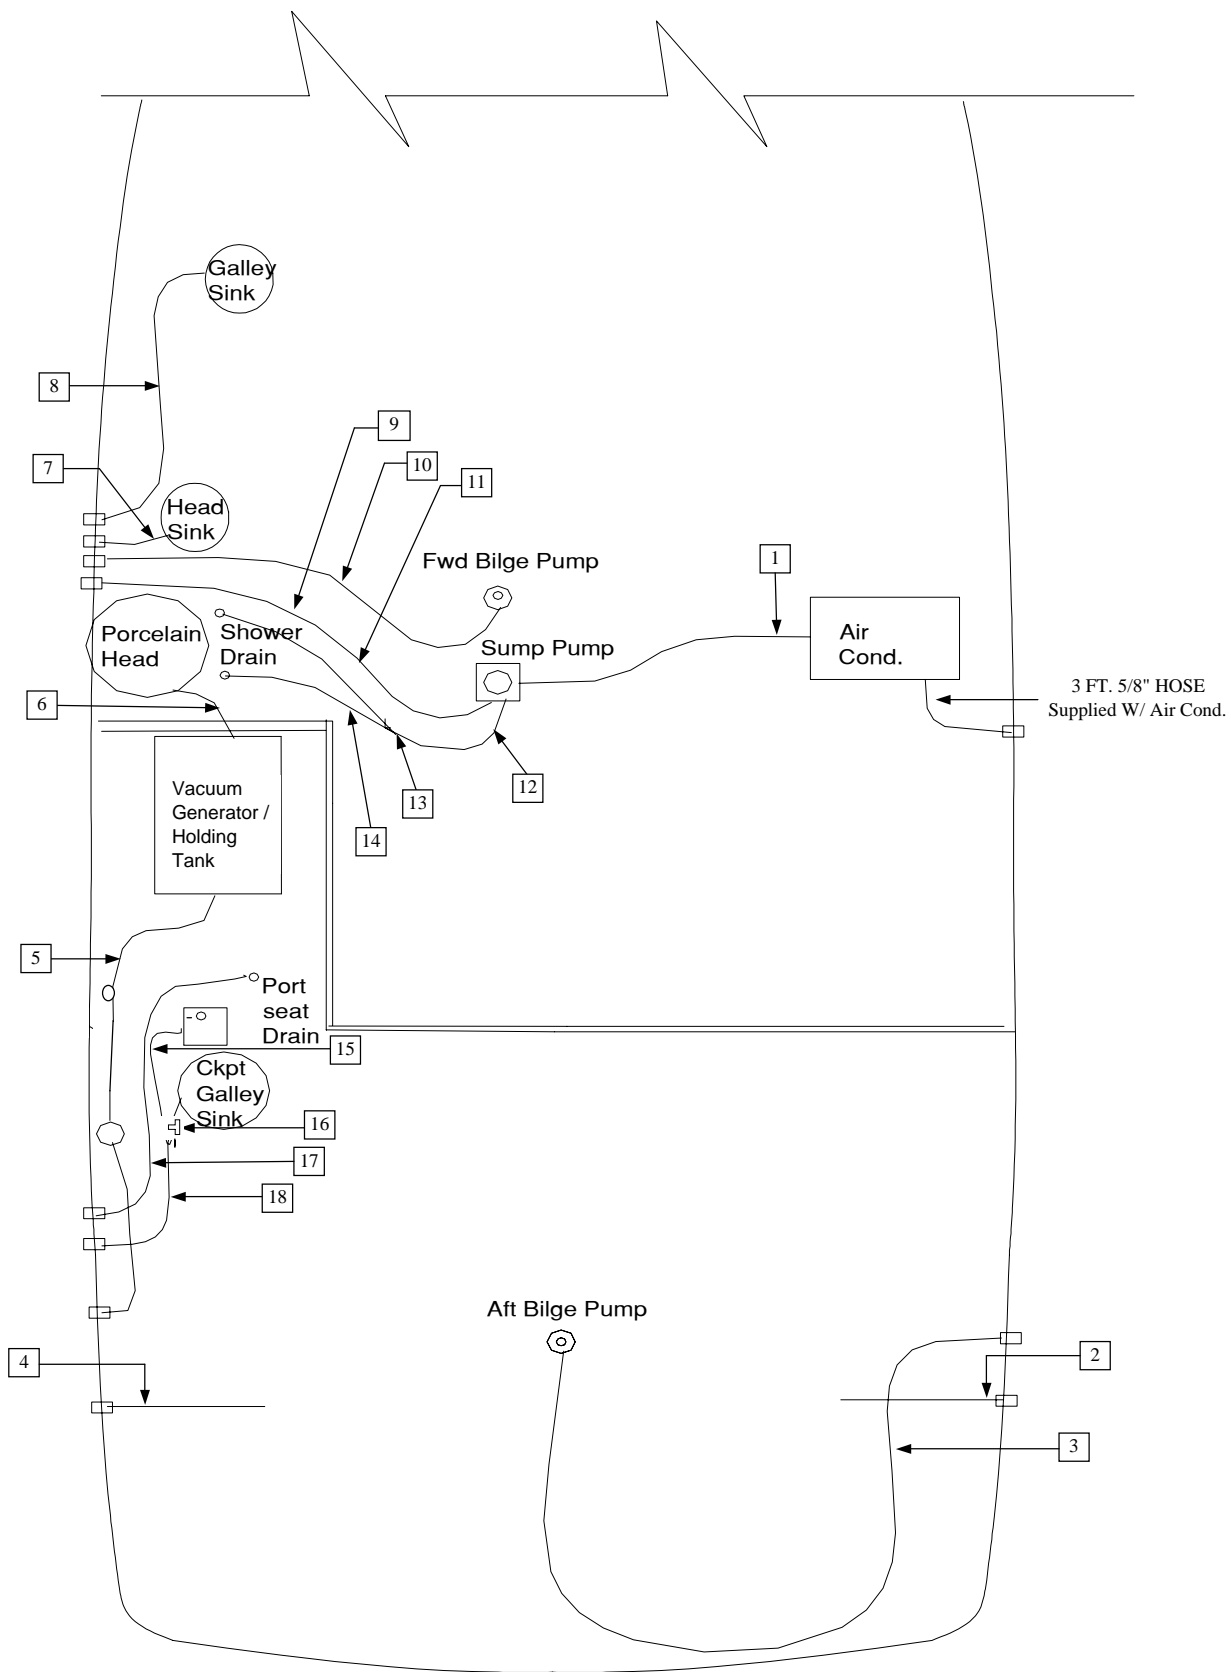 Galley
Sink
8
9
7
10
11
Head
Sink
Fwd Bilge Pump
1
Porcelain
Head
Shower
Drain
Sump Pump
Air
Cond.
3 FT. 5/8" HOSE
Supplied W/ Air Cond.
6
Vacuum
Generator /
Holding
Tank
12
13
14
5
Port
seat
Drain
15
Ckpt
Galley
Sink
16
17
18
Aft Bilge Pump
4
2
3